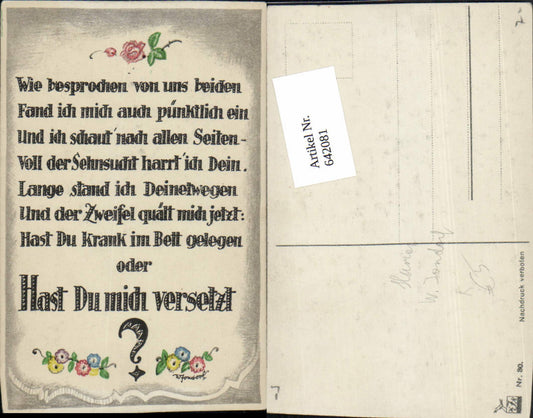 Wie besprochen von uns beiden
Fand ich mich auch pünktlich ein
Und ich schaut' nach allen Seiten-
Voll der Sehnsucht harrt' ich Dein.
Lange stand ich Deinetwegen
Und der Zweifel quält mich jetzt:
Hast Du Krank im Bett gelegen
oder
Hast Du mich versetzt
?
Artikel Nr.
642081
Nachdruck verboten
Nr. 80.